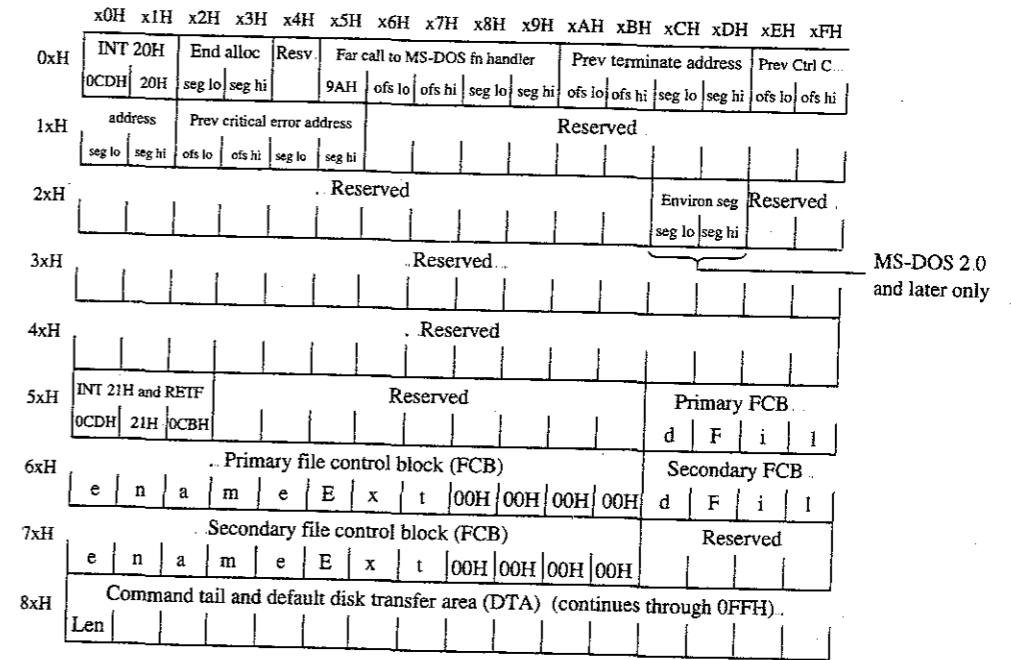 x0H x1H x2H x3H x4H x5H x6H x7H x8H x9H xAH xBH xCH xDH xEH xFH
0xH INT 20H End alloc Resv. Far call to MS-DOS fn handler Prev terminate address Prev Ctrl C...
0CDH 20H seg lo seg hi 9AH ofs lo ofs hi seg lo seg hi ofs lo ofs hi seg lo seg hi ofs lo ofs hi
1xH address Prev critical error address Reserved
seg lo seg hi ofs lo ofs hi seg lo seg hi
2xH Reserved Environ seg Reserved
seg lo seg hi
3xH Reserved
MS-DOS 2.0
and later only
4xH Reserved
5xH INT 21H and RETF Reserved Primary FCB
0CDH 21H 0CBH d F i l
6xH Primary file control block (FCB) Secondary FCB
e n a m e E x t 00H 00H 00H 00H d F i l
7xH Secondary file control block (FCB) Reserved
e n a m e E x t 00H 00H 00H 00H
8xH Command tail and default disk transfer area (DTA) (continues through 0FFH)
Len